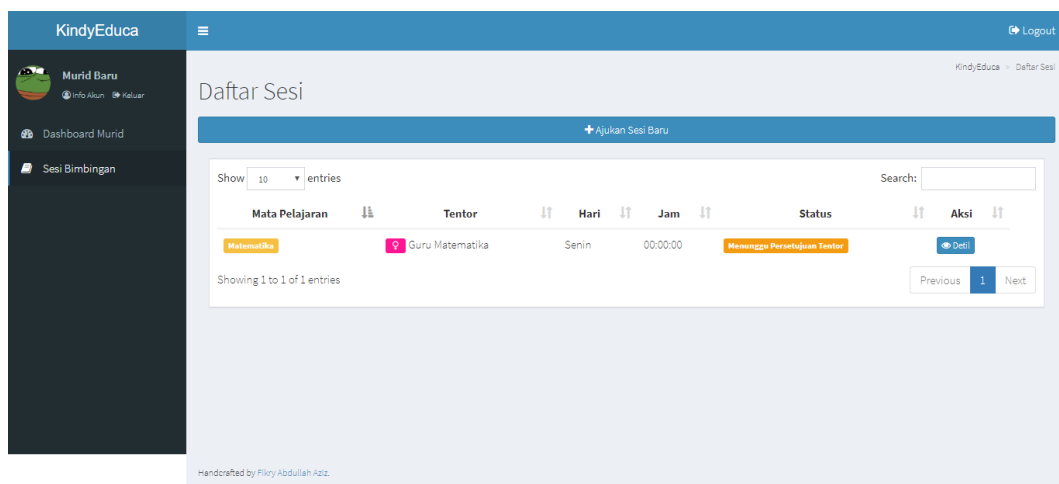 KindyEduca
Logout
Murid Baru
Info Akun Keluar
Dashboard Murid
Sesi Bimbingan
KindyEduca > Daftar Sesi
Daftar Sesi
Ajukan Sesi Baru
Show 10 entries
Search:
Mata Pelajaran Tentor Hari Jam Status Aksi
Matematika Guru Matematika Senin 00:00:00 Menunggu Persetujuan Tentor Detil
Showing 1 to 1 of 1 entries
Previous 1 Next
Handcrafted by Fikry Abdullah Aziz.